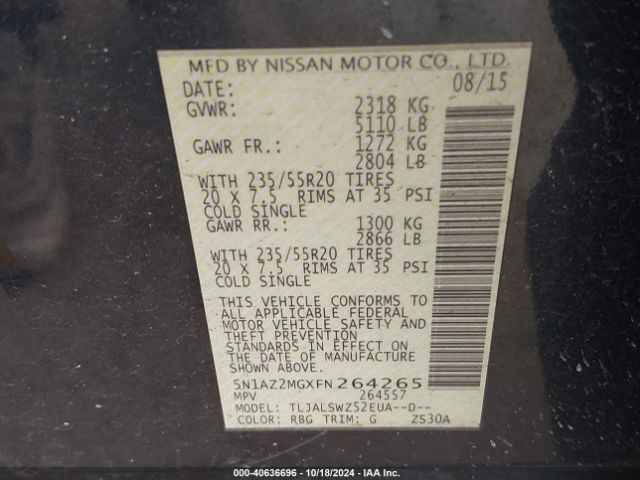 MFD BY NISSAN MOTOR CO., LTD.
DATE: 08/15
GVWR: 2318 KG
5110 LB
GAWR FR.: 1272 KG
2804 LB
WITH 235/55R20 TIRES
20 X 7.5 RIMS AT 35 PSI
COLD SINGLE
GAWR RR.: 1300 KG
2866 LB
WITH 235/55R20 TIRES
20 X 7.5 RIMS AT 35 PSI
COLD SINGLE
THIS VEHICLE CONFORMS TO
ALL APPLICABLE FEDERAL
MOTOR VEHICLE SAFETY AND
THEFT PREVENTION
STANDARDS IN EFFECT ON
THE DATE OF MANUFACTURE
SHOWN ABOVE.
5N1AZ2MGXFN264265
MPV 264557
MODEL: TLJALSWZ52EUA--D--
COLOR: RBG TRIM: G ZS30A
000-40636696 - 10/18/2024 - IAA Inc.